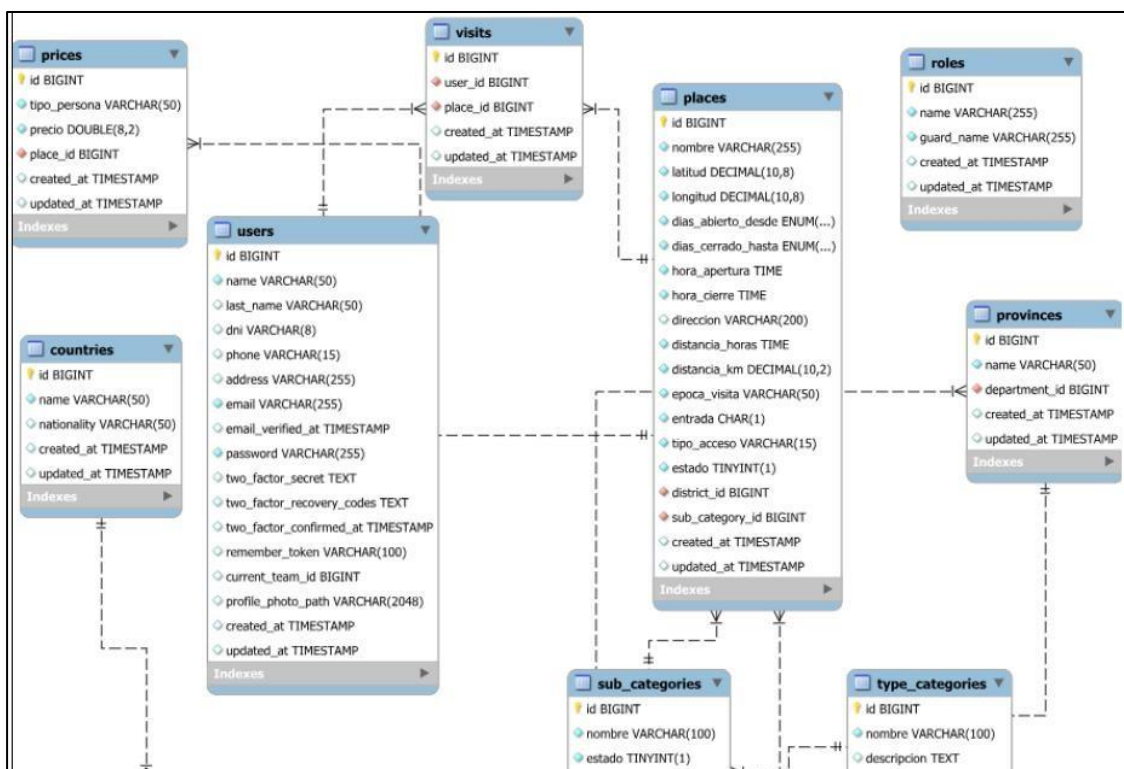 prices
id BIGINT
tipo_persona VARCHAR(50)
precio DOUBLE(8,2)
place_id BIGINT
created_at TIMESTAMP
updated_at TIMESTAMP
Indexes
visits
id BIGINT
user_id BIGINT
place_id BIGINT
created_at TIMESTAMP
updated_at TIMESTAMP
Indexes
places
id BIGINT
nombre VARCHAR(255)
latitud DECIMAL(10,8)
longitud DECIMAL(10,8)
dias_abierto_desde ENUM(...)
dias_cerrado_hasta ENUM(...)
hora_apertura TIME
hora_cierre TIME
direccion VARCHAR(200)
distancia_horas TIME
distancia_km DECIMAL(10,2)
epoca_visita VARCHAR(50)
entrada CHAR(1)
tipo_acceso VARCHAR(15)
estado TINYINT(1)
district_id BIGINT
sub_category_id BIGINT
created_at TIMESTAMP
updated_at TIMESTAMP
Indexes
roles
id BIGINT
name VARCHAR(255)
guard_name VARCHAR(255)
created_at TIMESTAMP
updated_at TIMESTAMP
Indexes
users
id BIGINT
name VARCHAR(50)
last_name VARCHAR(50)
dni VARCHAR(8)
phone VARCHAR(15)
address VARCHAR(255)
email VARCHAR(255)
email_verified_at TIMESTAMP
password VARCHAR(255)
two_factor_secret TEXT
two_factor_recovery_codes TEXT
two_factor_confirmed_at TIMESTAMP
remember_token VARCHAR(100)
current_team_id BIGINT
profile_photo_path VARCHAR(2048)
created_at TIMESTAMP
updated_at TIMESTAMP
Indexes
countries
id BIGINT
name VARCHAR(50)
nationality VARCHAR(50)
created_at TIMESTAMP
updated_at TIMESTAMP
Indexes
provinces
id BIGINT
name VARCHAR(50)
department_id BIGINT
created_at TIMESTAMP
updated_at TIMESTAMP
Indexes
sub_categories
id BIGINT
nombre VARCHAR(100)
estado TINYINT(1)
type_categories
id BIGINT
nombre VARCHAR(100)
descripcion TEXT